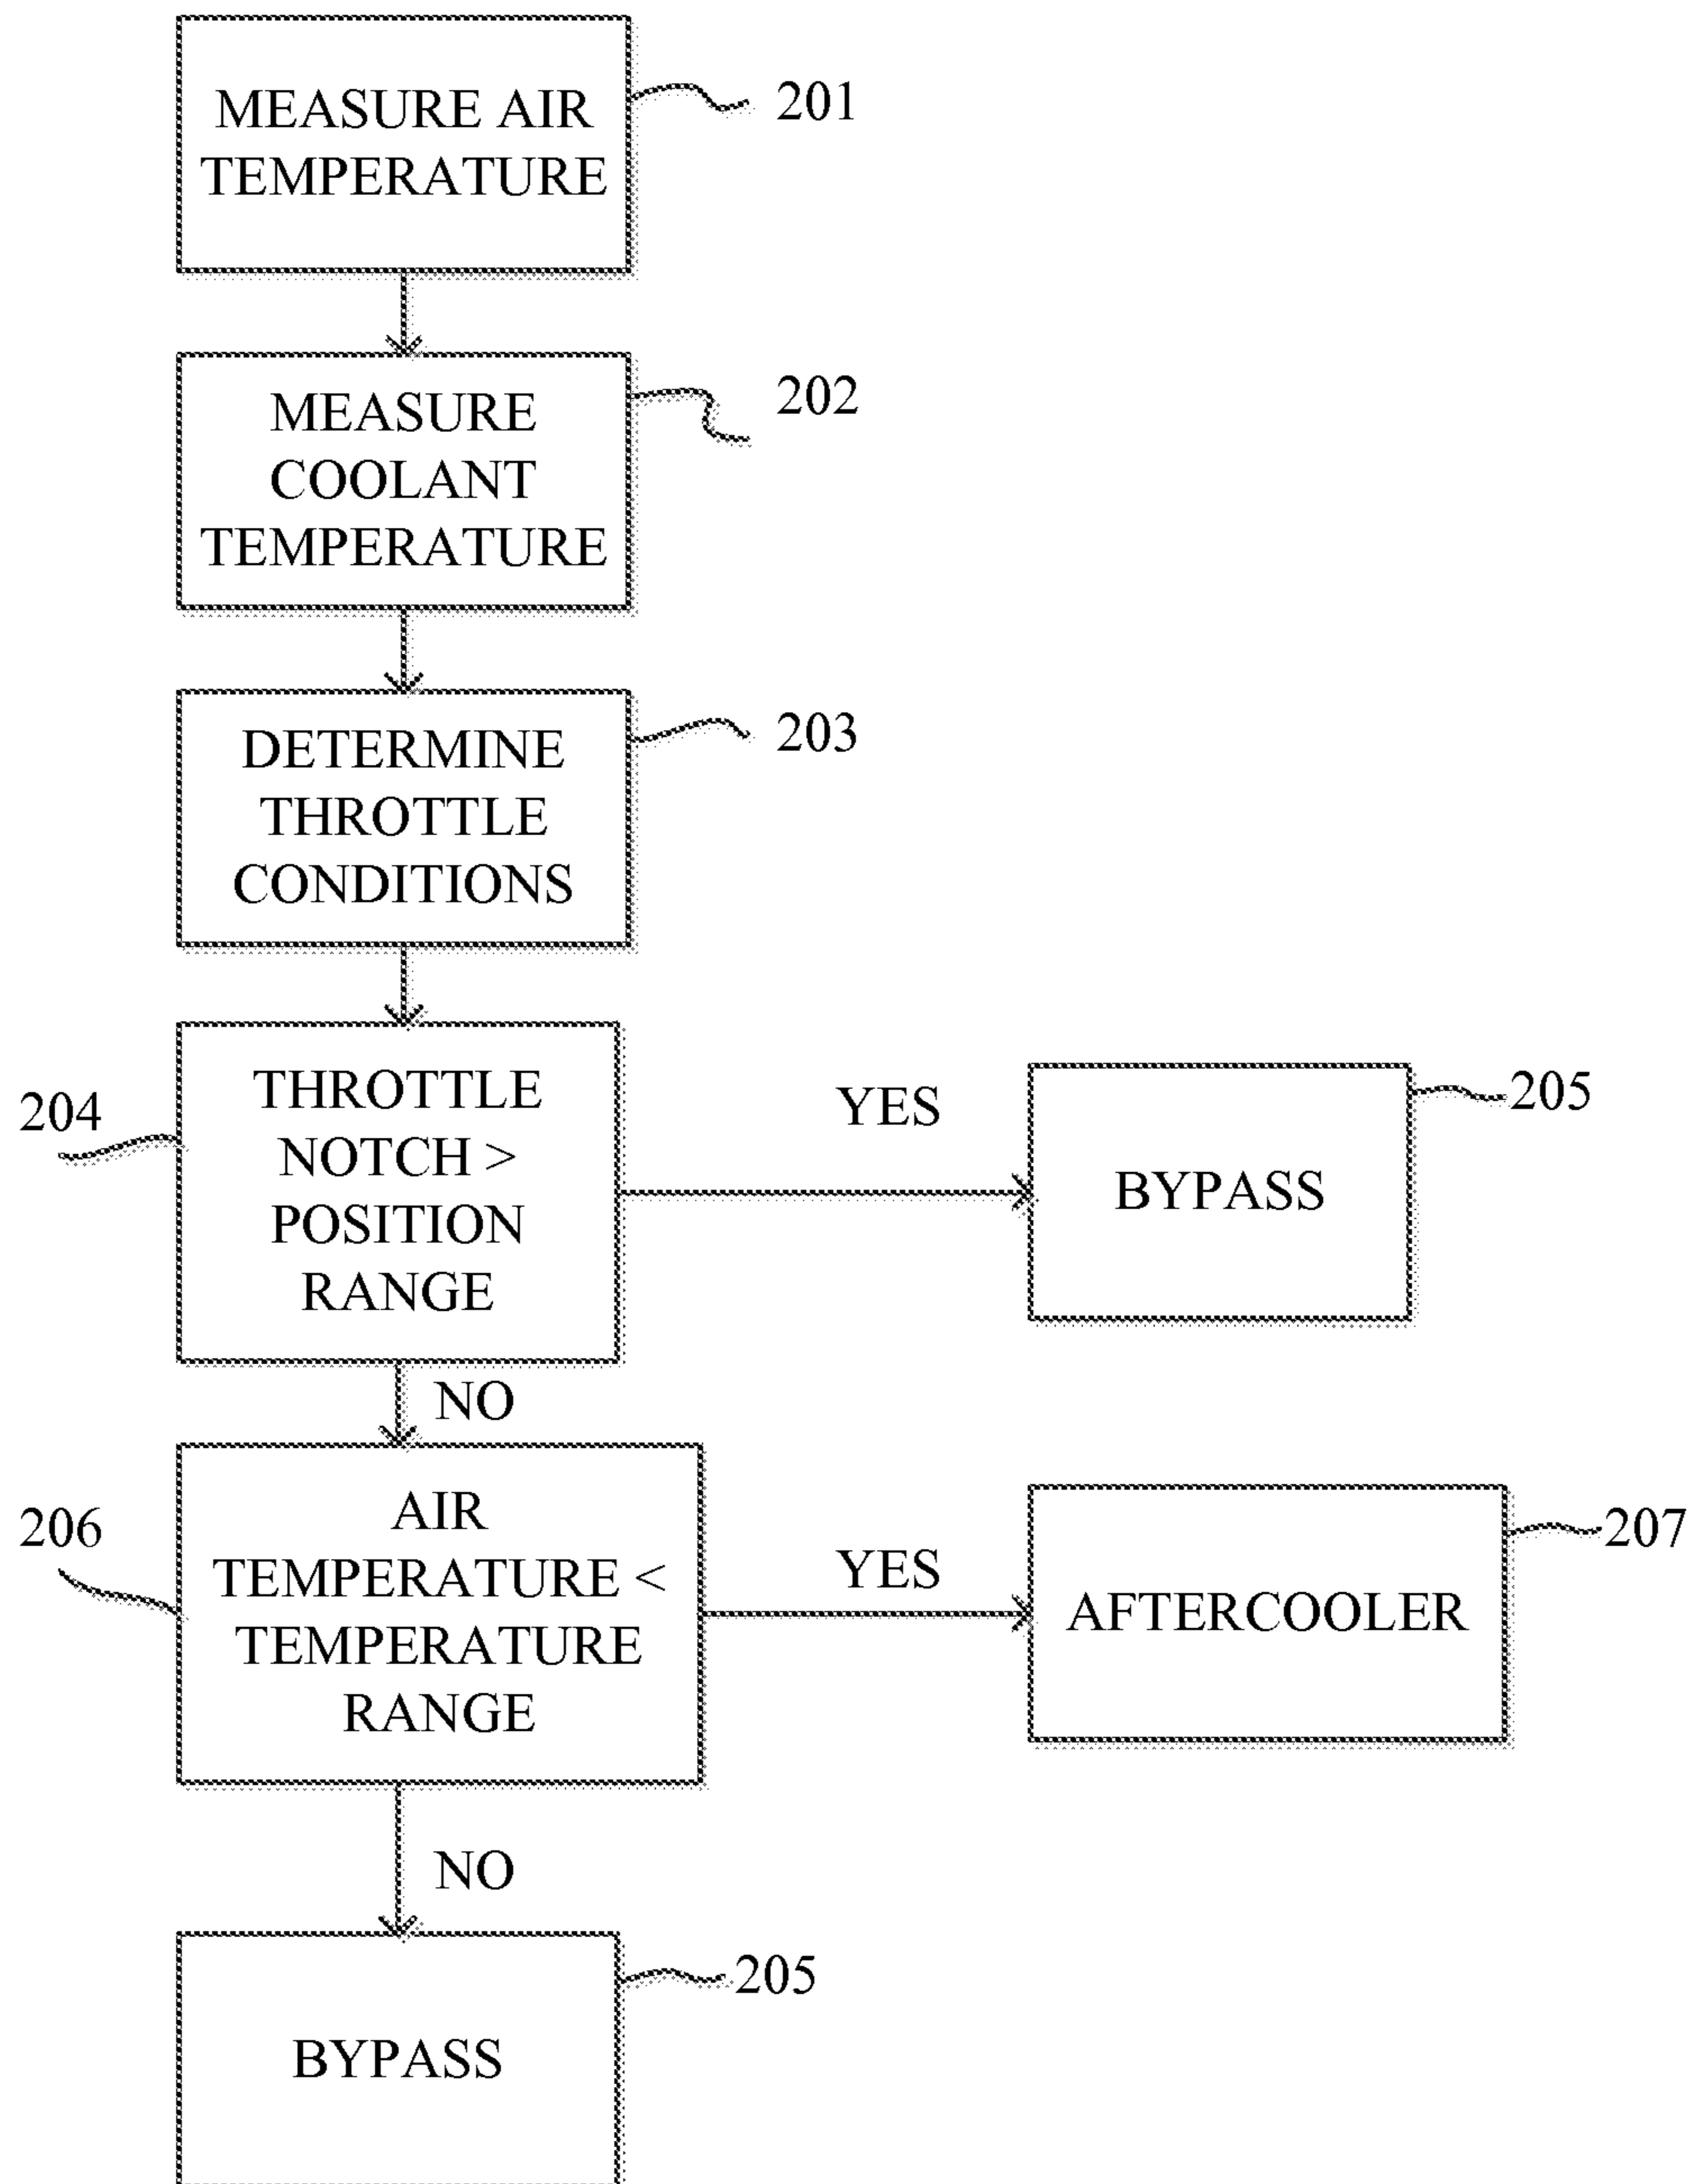 MEASURE AIR
TEMPERATURE
201
MEASURE
COOLANT
TEMPERATURE
202
DETERMINE
THROTTLE
CONDITIONS
203
204
THROTTLE
NOTCH >
POSITION
RANGE
YES
BYPASS
205
NO
206
AIR
TEMPERATURE <
TEMPERATURE
RANGE
YES
AFTERCOOLER
207
NO
BYPASS
205